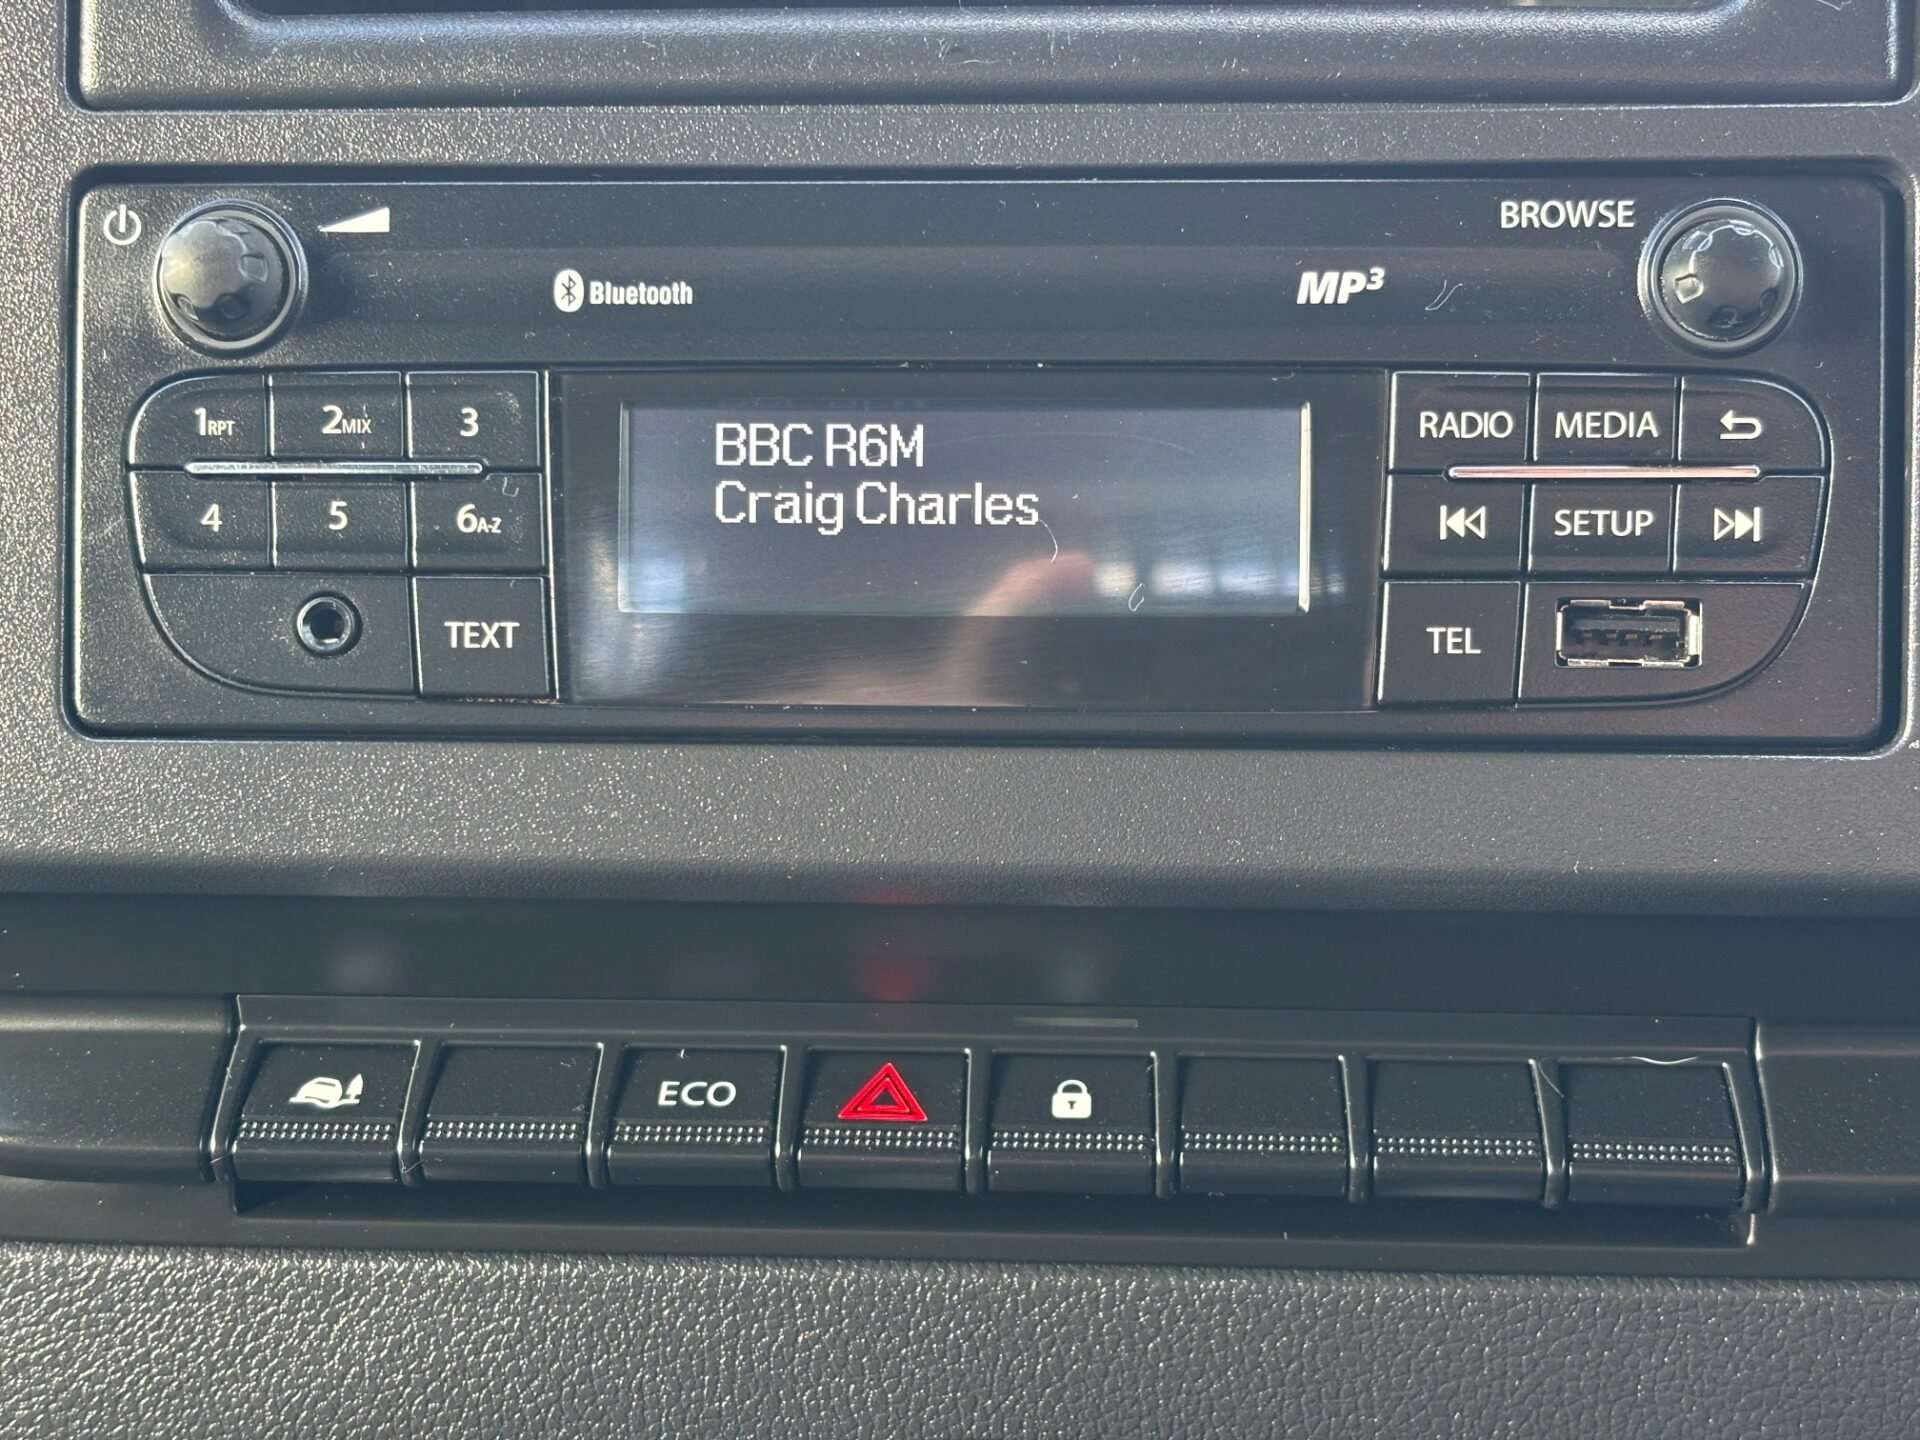 BROWSE
Bluetooth
MP3
1RPT 2MIX 3
BBC R6M
RADIO MEDIA
Craig Charles
4 5 6A-Z
SETUP
TEXT
TEL
ECO